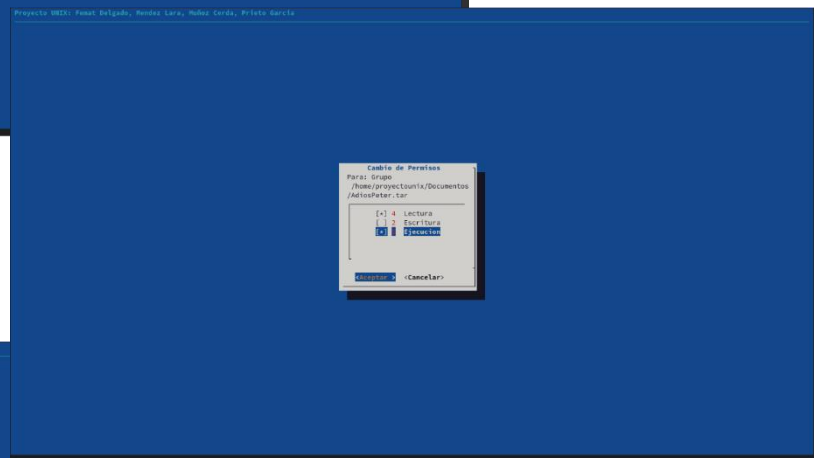 Proyecto UNIX: Femat Delgado, Mendez Lara, Muñoz Cerda, Prieto Garcia
Cambio de Permisos
Para: Grupo
/home/proyectounix/Documentos
/AdiosPeter.tar
[*] 4 Lectura
[ ] 2 Escritura
[*] Ejecucion
<Aceptar > <Cancelar>